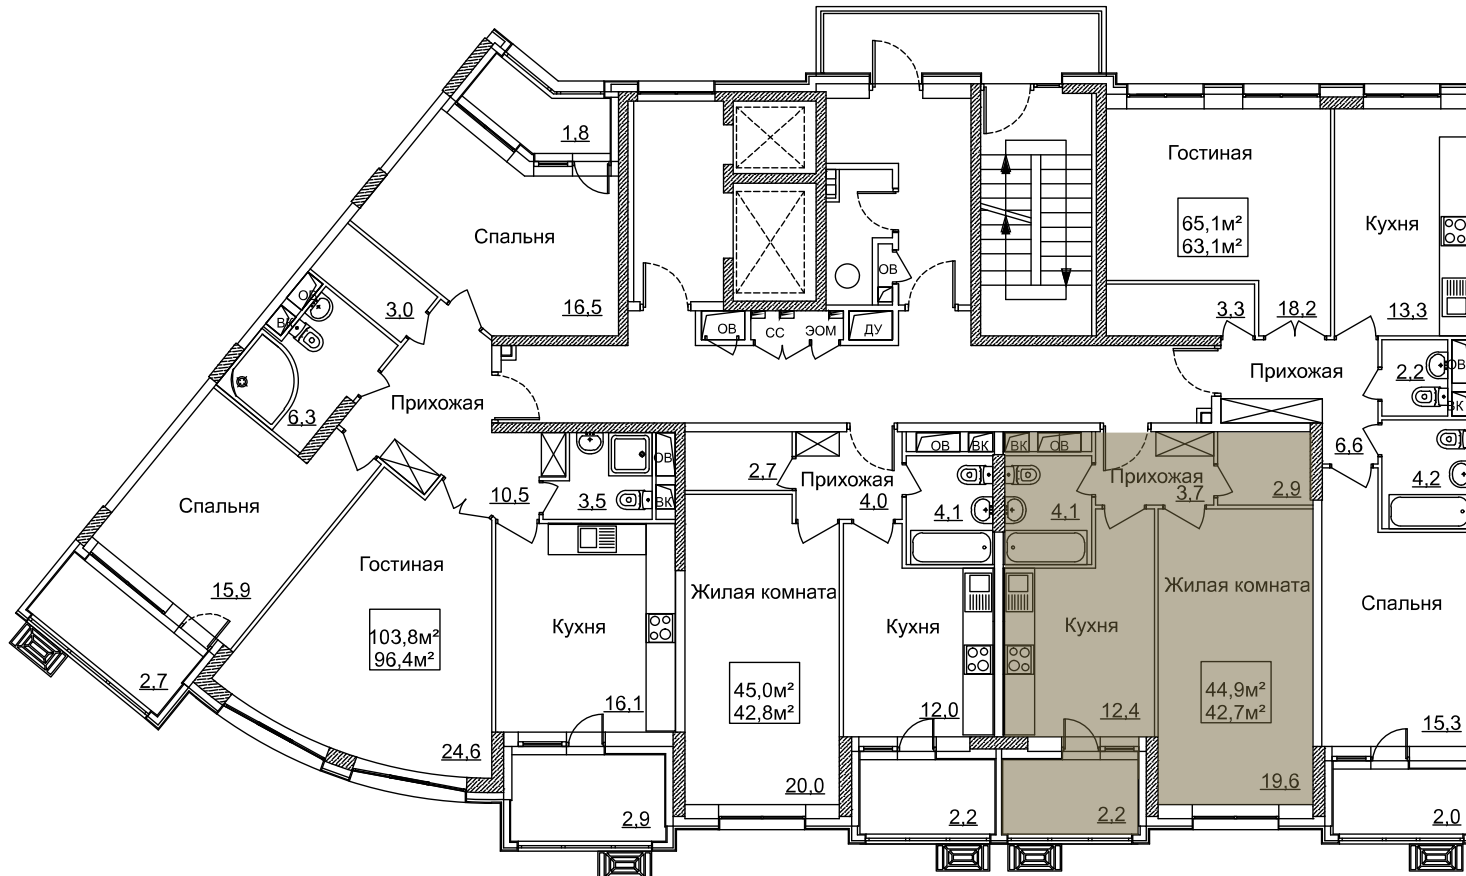 1,8
Гостиная
65,1м²
63,1м²
Кухня
Спальня
16,5
3,0
ОВ
ВК
ОВ
ОВ
СС
ЭОМ
ДУ
3,3
18,2
13,3
Прихожая
2,2
ОВ
ВК
6,3
Прихожая
10,5
3,5
ОВ
ВК
2,7
Прихожая
4,0
ОВ
ВК
4,1
ВК
ОВ
4,1
Прихожая
3,7
2,9
6,6
4,2
Спальня
15,9
2,7
Гостиная
103,8м²
96,4м²
24,6
Кухня
16,1
2,9
Жилая комната
45,0м²
42,8м²
20,0
Кухня
12,0
2,2
Кухня
12,4
2,2
Жилая комната
44,9м²
42,7м²
19,6
Спальня
15,3
2,0